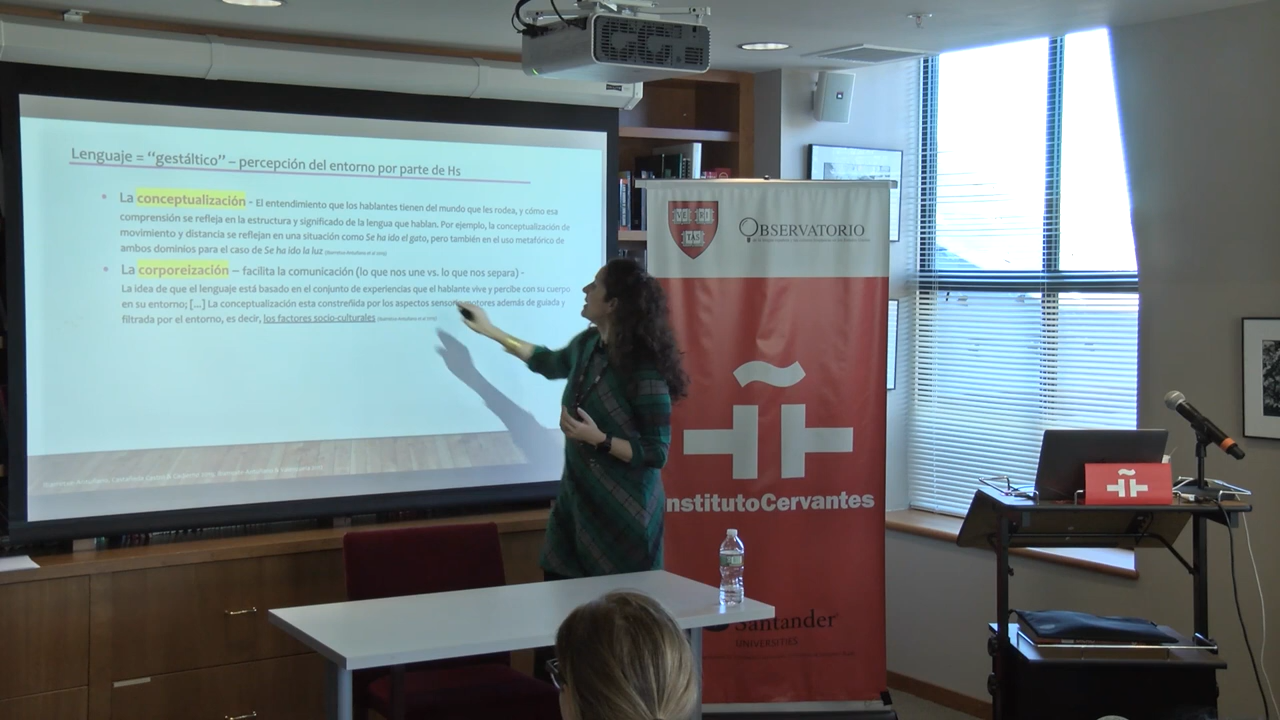 Lenguaje = “gestáltico” – percepción del entorno por parte de Hs
• La conceptualización - El entendimiento que los hablantes tienen del mundo que les rodea, y cómo esa
comprensión se refleja en la estructura y significado de la lengua que hablan. Por ejemplo, la conceptualización de
movimiento y distancia se reflejan en una situación como Se ha ido el gato, pero también en el uso metafórico de
ambos dominios para el caso de Se ha ido la luz
• La corporeización – facilita la comunicación (lo que nos une vs. lo que nos separa) -
La idea de que el lenguaje está basado en el conjunto de experiencias que el hablante vive y percibe con su cuerpo
en su entorno; [...] La conceptualización esta constreñida por los aspectos sensorio-motores además de guiada y
filtrada por el entorno, es decir, los factores socio-culturales
OBSERVATORIO
nstitutoCervantes
Santander
UNIVERSITIES